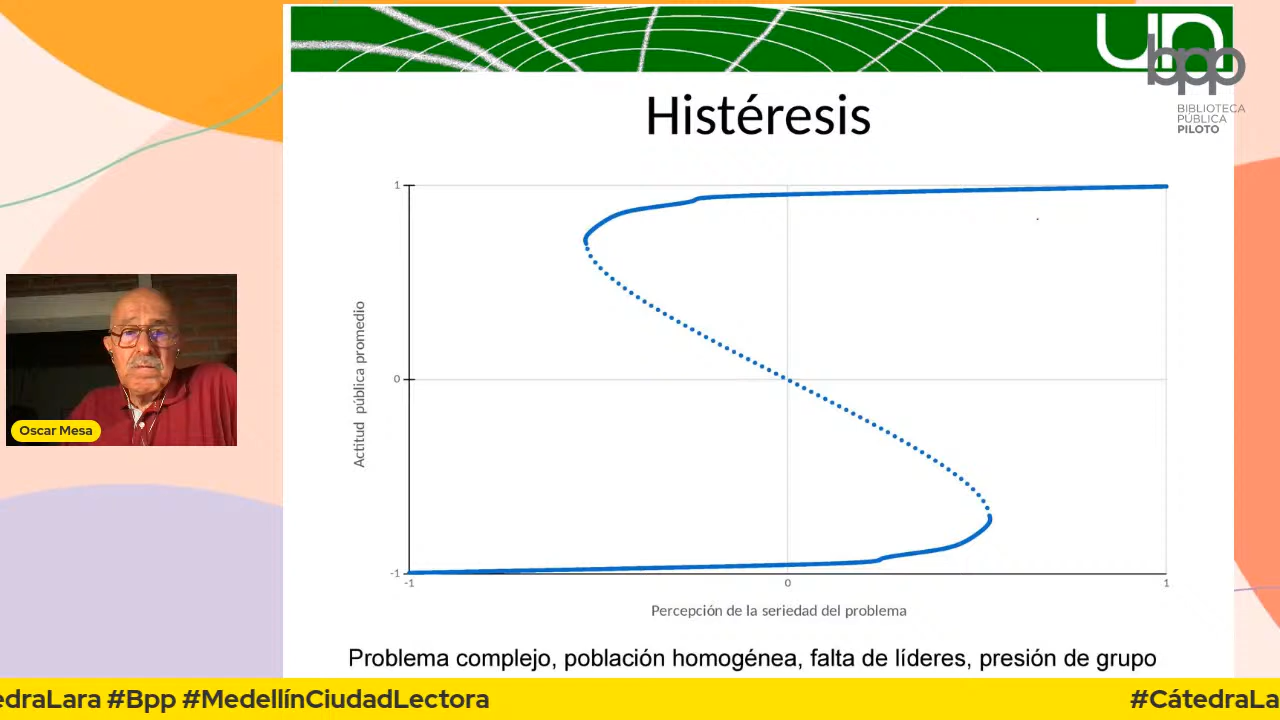 un
bpp
BIBLIOTECA
PÚBLICA
PILOTO
Histéresis
1
0
-1
Actitud pública promedio
-1
0
1
Percepción de la seriedad del problema
Problema complejo, población homogénea, falta de líderes, presión de grupo
Oscar Mesa
edraLara #Bpp #MedellínCiudadLectora
#CátedraLa